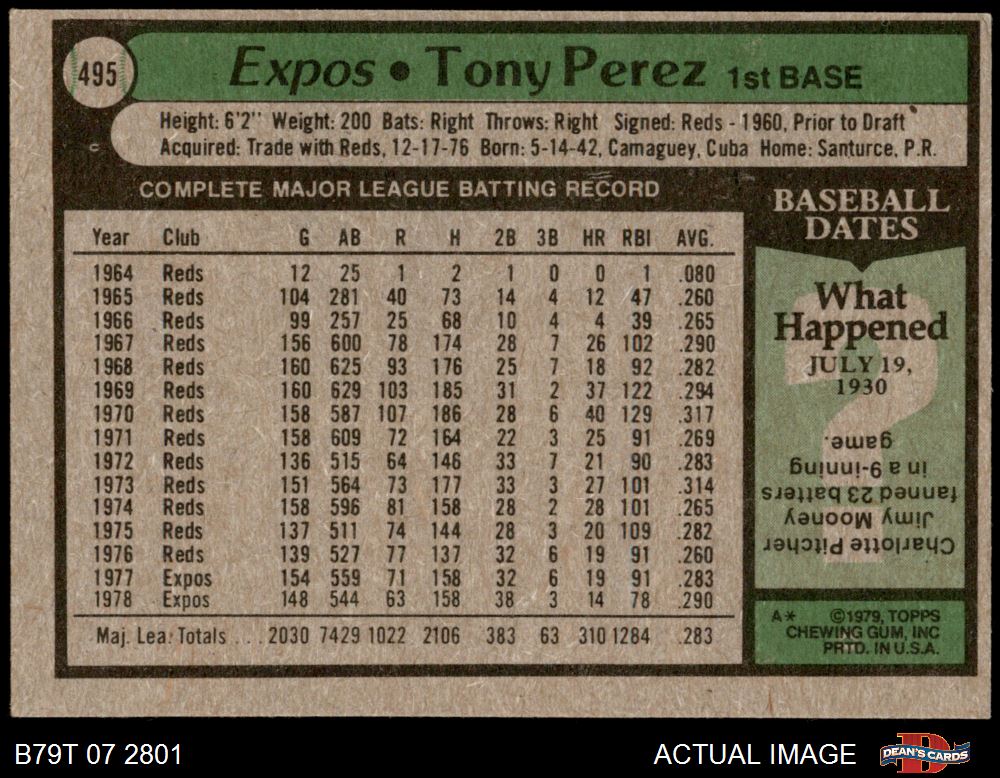 495
Expos • Tony Perez 1st BASE
Height: 6'2" Weight: 200 Bats: Right Throws: Right Signed: Reds - 1960, Prior to Draft
Acquired: Trade with Reds, 12-17-76 Born: 5-14-42, Camaguey, Cuba Home: Santurce, P.R.
COMPLETE MAJOR LEAGUE BATTING RECORD
Year Club G AB R H 2B 3B HR RBI AVG.
1964 Reds 12 25 1 2 1 0 0 1 .080
1965 Reds 104 281 40 73 14 4 12 47 .260
1966 Reds 99 257 25 68 10 4 4 39 .265
1967 Reds 156 600 78 174 28 7 26 102 .290
1968 Reds 160 625 93 176 25 7 18 92 .282
1969 Reds 160 629 103 185 31 2 37 122 .294
1970 Reds 158 587 107 186 28 6 40 129 .317
1971 Reds 158 609 72 164 22 3 25 91 .269
1972 Reds 136 515 64 146 33 7 21 90 .283
1973 Reds 151 564 73 177 33 3 27 101 .314
1974 Reds 158 596 81 158 28 2 28 101 .265
1975 Reds 137 511 74 144 28 3 20 109 .282
1976 Reds 139 527 77 137 32 6 19 91 .260
1977 Expos 154 559 71 158 32 6 19 91 .283
1978 Expos 148 544 63 158 38 3 14 78 .290
Maj. Lea. Totals ... 2030 7429 1022 2106 383 63 310 1284 .283
BASEBALL
DATES
What
Happened
JULY 19,
1930
?
Charlotte Pitcher
Jimy Mooney
fanned 23 batters
in a 9-inning
game.
A* ©1979, TOPPS
CHEWING GUM, INC
PRTD. IN U.S.A.
B79T 07 2801
ACTUAL IMAGE
D
DEAN'S CARDS